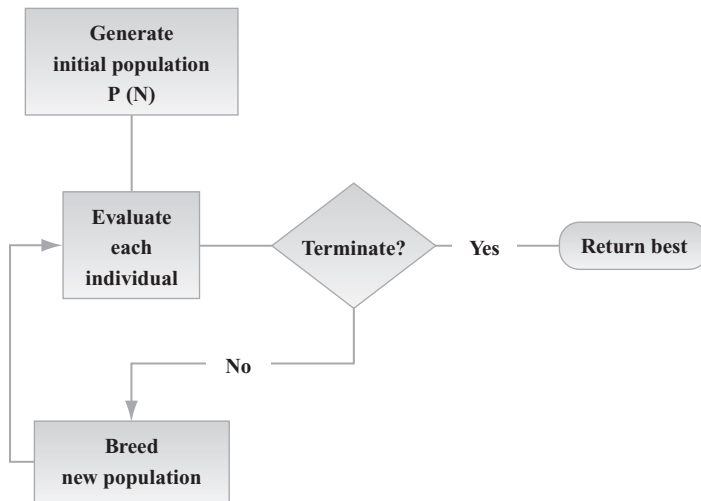 Generate
initial population
P (N)
Evaluate
each
individual
Terminate?
Yes
Return best
No
Breed
new population